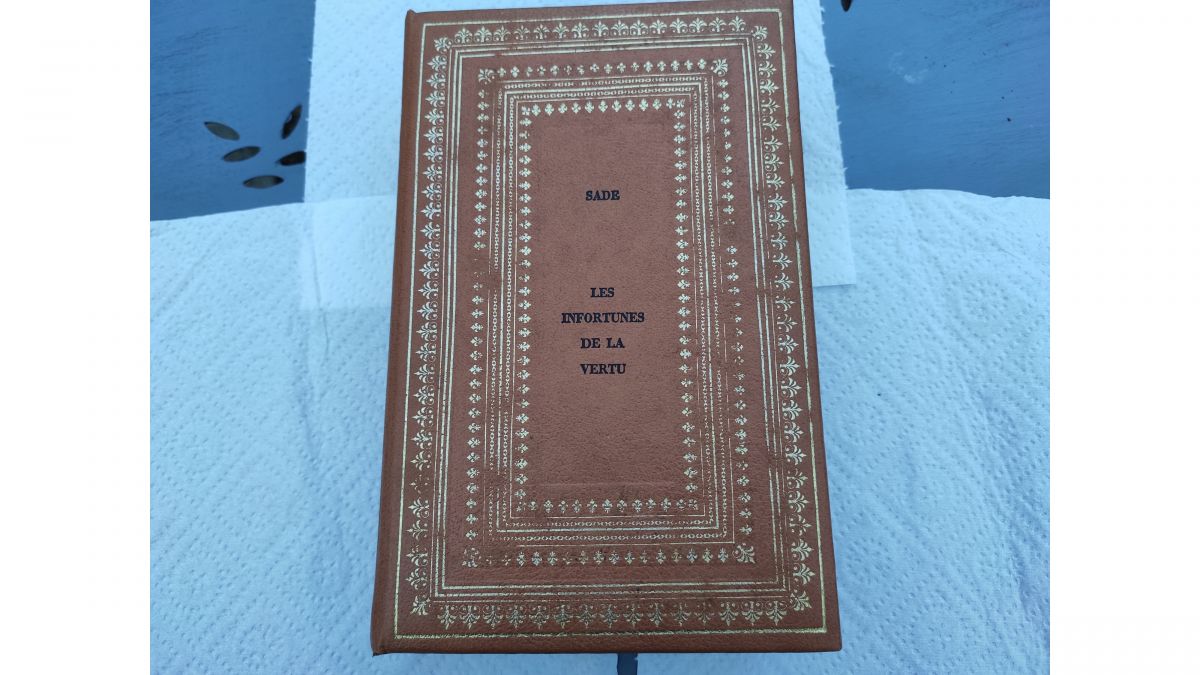 SADE
LES
INFORTUNES
DE LA
VERTU